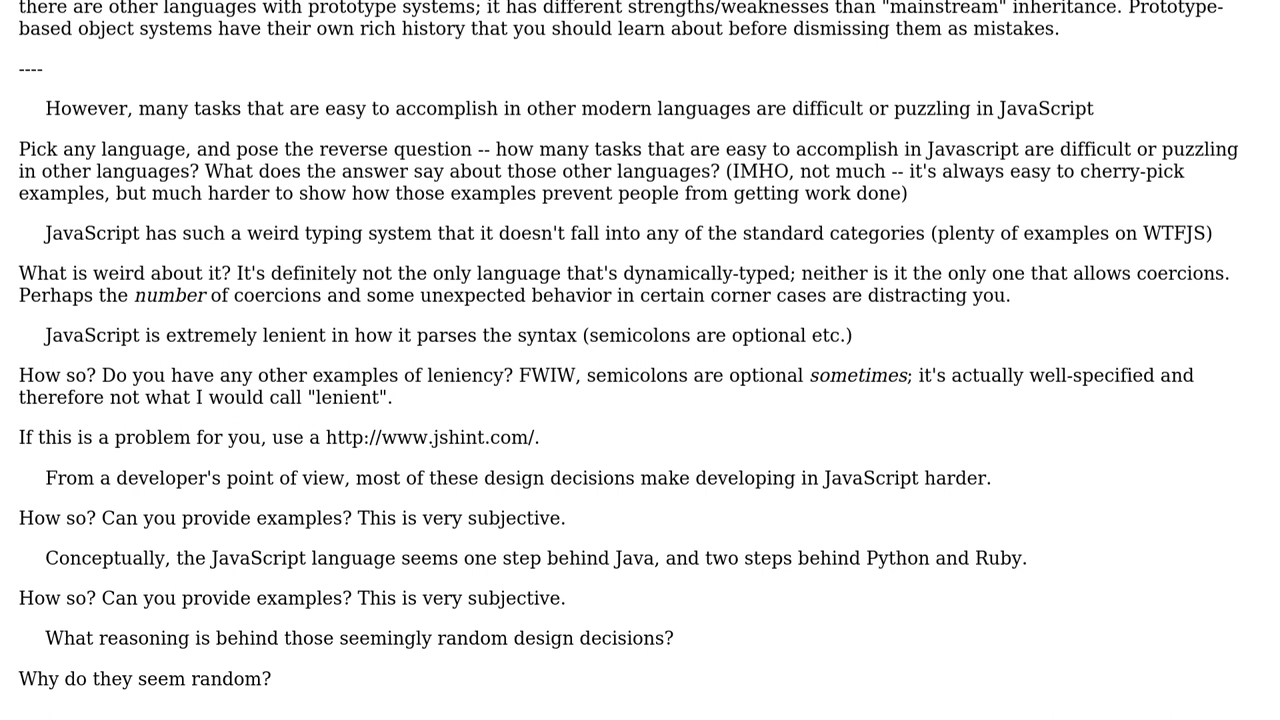 there are other languages with prototype systems; it has different strengths/weaknesses than "mainstream" inheritance. Prototype-
based object systems have their own rich history that you should learn about before dismissing them as mistakes.
----
However, many tasks that are easy to accomplish in other modern languages are difficult or puzzling in JavaScript
Pick any language, and pose the reverse question -- how many tasks that are easy to accomplish in Javascript are difficult or puzzling
in other languages? What does the answer say about those other languages? (IMHO, not much -- it's always easy to cherry-pick
examples, but much harder to show how those examples prevent people from getting work done)
JavaScript has such a weird typing system that it doesn't fall into any of the standard categories (plenty of examples on WTFJS)
What is weird about it? It's definitely not the only language that's dynamically-typed; neither is it the only one that allows coercions.
Perhaps the number of coercions and some unexpected behavior in certain corner cases are distracting you.
JavaScript is extremely lenient in how it parses the syntax (semicolons are optional etc.)
How so? Do you have any other examples of leniency? FWIW, semicolons are optional sometimes; it's actually well-specified and
therefore not what I would call "lenient".
If this is a problem for you, use a http://www.jshint.com/.
From a developer's point of view, most of these design decisions make developing in JavaScript harder.
How so? Can you provide examples? This is very subjective.
Conceptually, the JavaScript language seems one step behind Java, and two steps behind Python and Ruby.
How so? Can you provide examples? This is very subjective.
What reasoning is behind those seemingly random design decisions?
Why do they seem random?